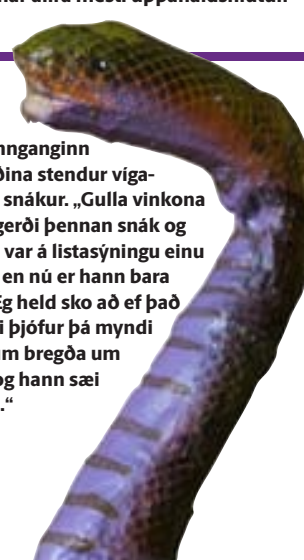 nnganginn
ðina stendur víga-
snákur. „Gulla vinkona
gerði þennan snák og
var á listasýningu einu
en nú er hann bara
Ég held sko að ef það
i þjófur þá myndi
um bregða um
og hann sæi
.“